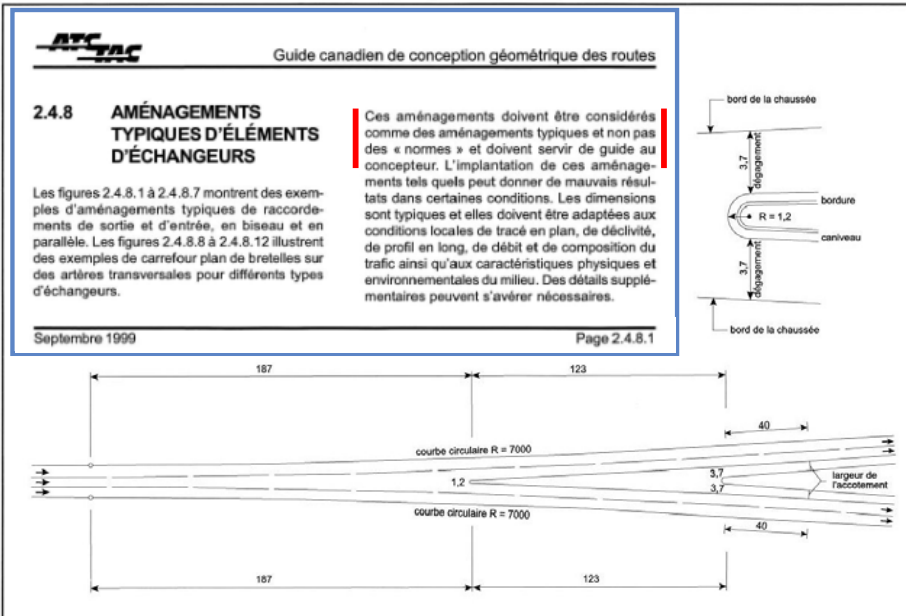 ATC TAC
Guide canadien de conception géométrique des routes
2.4.8 AMÉNAGEMENTS
TYPIQUES D'ÉLÉMENTS
D'ÉCHANGEURS
Les figures 2.4.8.1 à 2.4.8.7 montrent des exem-
ples d'aménagements typiques de raccorde-
ments de sortie et d'entrée, en biseau et en
parallèle. Les figures 2.4.8.8 à 2.4.8.12 illustrent
des exemples de carrefour plan de bretelles sur
des artères transversales pour différents types
d'échangeurs.
Ces aménagements doivent être considérés
comme des aménagements typiques et non pas
des « normes » et doivent servir de guide au
concepteur. L'implantation de ces aménage-
ments tels quels peut donner de mauvais résul-
tats dans certaines conditions. Les dimensions
sont typiques et elles doivent être adaptées aux
conditions locales de tracé en plan, de déclivité,
de profil en long, de débit et de composition du
trafic ainsi qu'aux caractéristiques physiques et
environnementales du milieu. Des détails supplé-
mentaires peuvent s'avérer nécessaires.
Septembre 1999
Page 2.4.8.1
bord de la chaussée
3,7
dégagement
bordure
R = 1,2
caniveau
3,7
dégagement
bord de la chaussée
187
123
40
courbe circulaire R = 7000
1,2
3,7
3,7
largeur de
l'accotement
courbe circulaire R = 7000
40
187
123